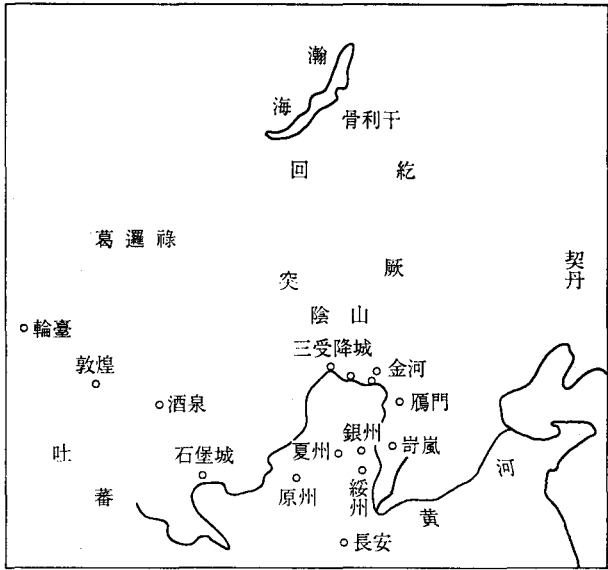 瀚海
骨利干
回紇
葛邏祿
突厥
契丹
陰山
輪臺
三受降城
金河
敦煌
酒泉
鴈門
銀州
岢嵐
夏州
石堡城
吐蕃
原州
綏州
黄河
長安